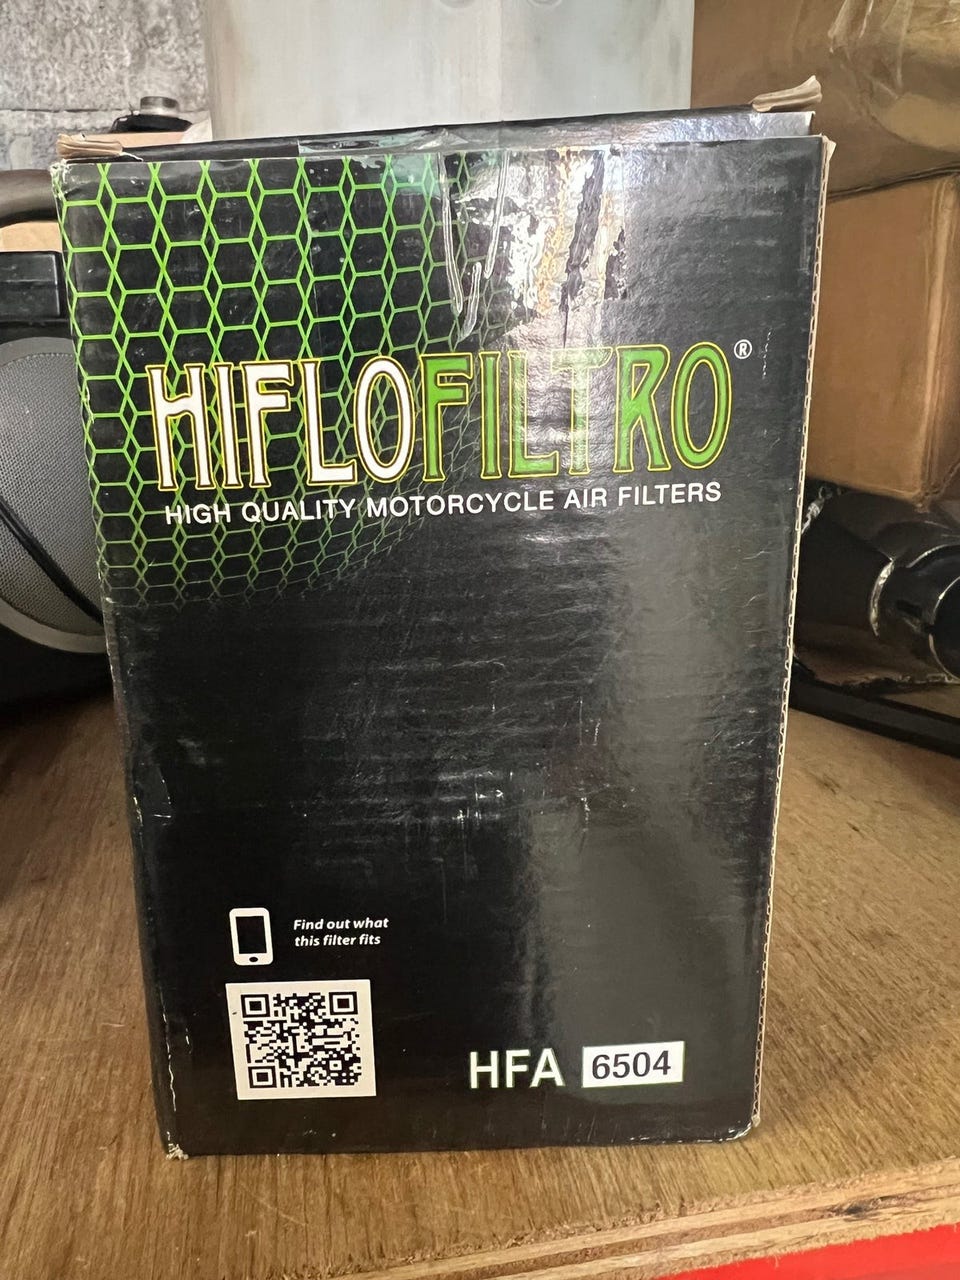 HIFLOFILTRO®
HIGH QUALITY MOTORCYCLE AIR FILTERS
Find out what
this filter fits
HFA 6504